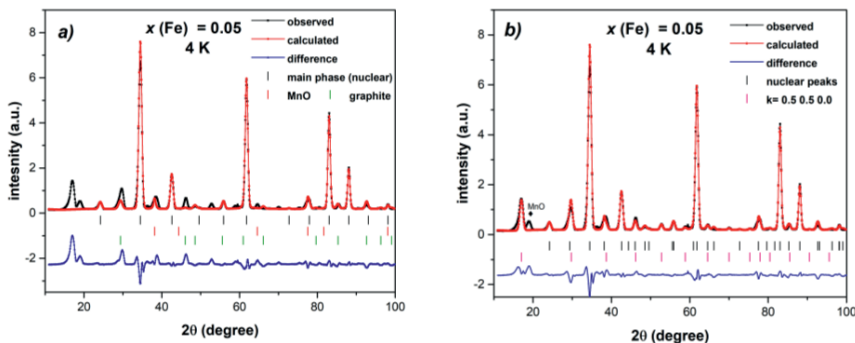 a)
x (Fe) = 0.05
4 K
observed
calculated
difference
main phase (nuclear)
MnO
graphite
intesnity (a.u.)
8
6
4
2
0
-2
20
40
60
80
100
2θ (degree)
b)
x (Fe) = 0.05
4 K
observed
calculated
difference
nuclear peaks
k= 0.5 0.5 0.0
MnO
intensity (a.u.)
8
6
4
2
0
-2
20
40
60
80
100
2θ (degree)